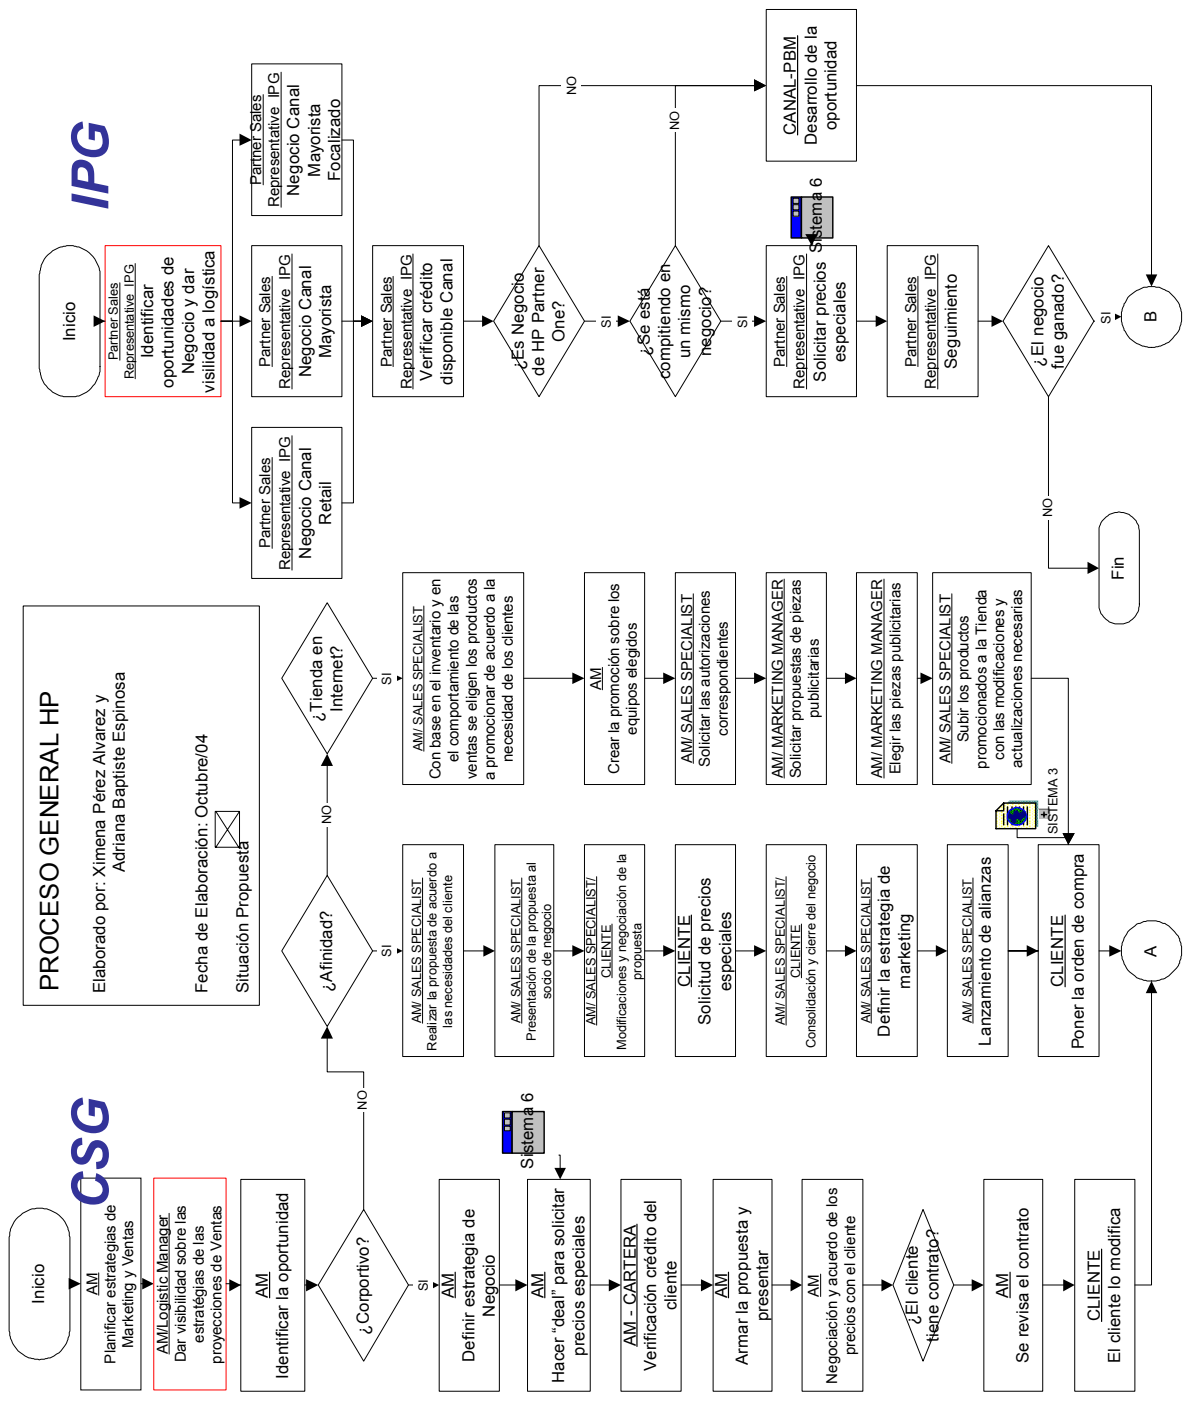 PROCESO GENERAL HP
Elaborado por: Ximena Pérez Alvarez y
Adriana Baptiste Espinosa
Fecha de Elaboración: Octubre/04
Situación Propuesta
CSG
Inicio
AM
Planificar estrategias de
Marketing y Ventas
AM/Logistic Manager
Dar visibilidad sobre las
estratégias de las
proyecciones de Ventas
AM
Identificar la oportunidad
¿Corportivo?
NO
SI
AM
Definir estrategia de
Negocio
Sistema 6
AM
Hacer “deal” para solicitar
precios especiales
AM - CARTERA
Verificación crédito del
cliente
AM
Armar la propuesta y
presentar
AM
Negociación y acuerdo de los
precios con el cliente
¿El cliente
tiene contrato?
AM
Se revisa el contrato
CLIENTE
El cliente lo modifica
¿Afinidad?
NO
SI
AM/ SALES SPECIALIST
Realizar la propuesta de acuerdo a
las necesidades del cliente
AM/ SALES SPECIALIST
Presentación de la propuesta al
socio de negocio
AM/ SALES SPECIALIST/
CLIENTE
Modificaciones y negociación de la
propuesta
CLIENTE
Solicitud de precios
especiales
AM/ SALES SPECIALIST/
CLIENTE
Consolidación y cierre del negocio
AM/ SALES SPECIALIST
Definir la estrategia de
marketing
AM/ SALES SPECIALIST
Lanzamiento de alianzas
CLIENTE
Poner la orden de compra
A
¿Tienda en
Internet?
SI
AM/ SALES SPECIALIST
Con base en el inventario y en
el comportamiento de las
ventas se eligen los productos
a promocionar de acuerdo a la
necesidad de los clientes
AM
Crear la promoción sobre los
equipos elegidos
AM/ SALES SPECIALIST
Solicitar las autorizaciones
correspondientes
AM/ MARKETING MANAGER
Solicitar propuestas de piezas
publicitarias
AM/ MARKETING MANAGER
Elegir las piezas publicitarias
AM/ SALES SPECIALIST
Subir los productos
promocionados a la Tienda
con las modificaciones y
actualizaciones necesarias
SISTEMA 3
IPG
Inicio
Partner Sales
Representative IPG
Identificar
oportunidades de
Negocio y dar
visilidad a logística
Partner Sales
Representative IPG
Negocio Canal
Retail
Partner Sales
Representative IPG
Negocio Canal
Mayorista
Partner Sales
Representative IPG
Negocio Canal
Mayorista
Focalizado
Partner Sales
Representative IPG
Verificar crédito
disponible Canal
¿Es Negocio
de HP Partner
One?
NO
SI
¿Se está
compitiendo en
un mismo
negocio?
NO
SI
Sistema 6
Partner Sales
Representative IPG
Solicitar precios
especiales
CANAL-PBM
Desarrollo de la
oportunidad
Partner Sales
Representative IPG
Seguimiento
¿El negocio
fue ganado?
NO
SI
Fin
B